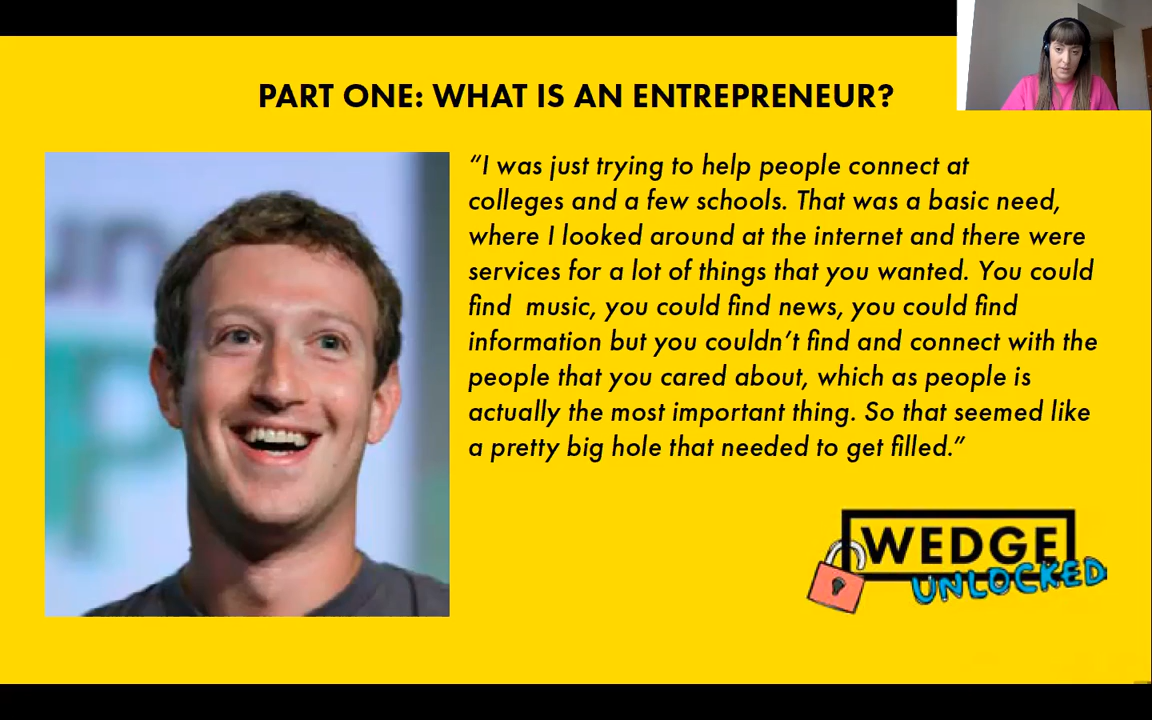 PART ONE: WHAT IS AN ENTREPRENEUR?
“I was just trying to help people connect at
colleges and a few schools. That was a basic need,
where I looked around at the internet and there were
services for a lot of things that you wanted. You could
find  music, you could find news, you could find
information but you couldn’t find and connect with the
people that you cared about, which as people is
actually the most important thing. So that seemed like
a pretty big hole that needed to get filled.”
WEDGE
UNLOCKED